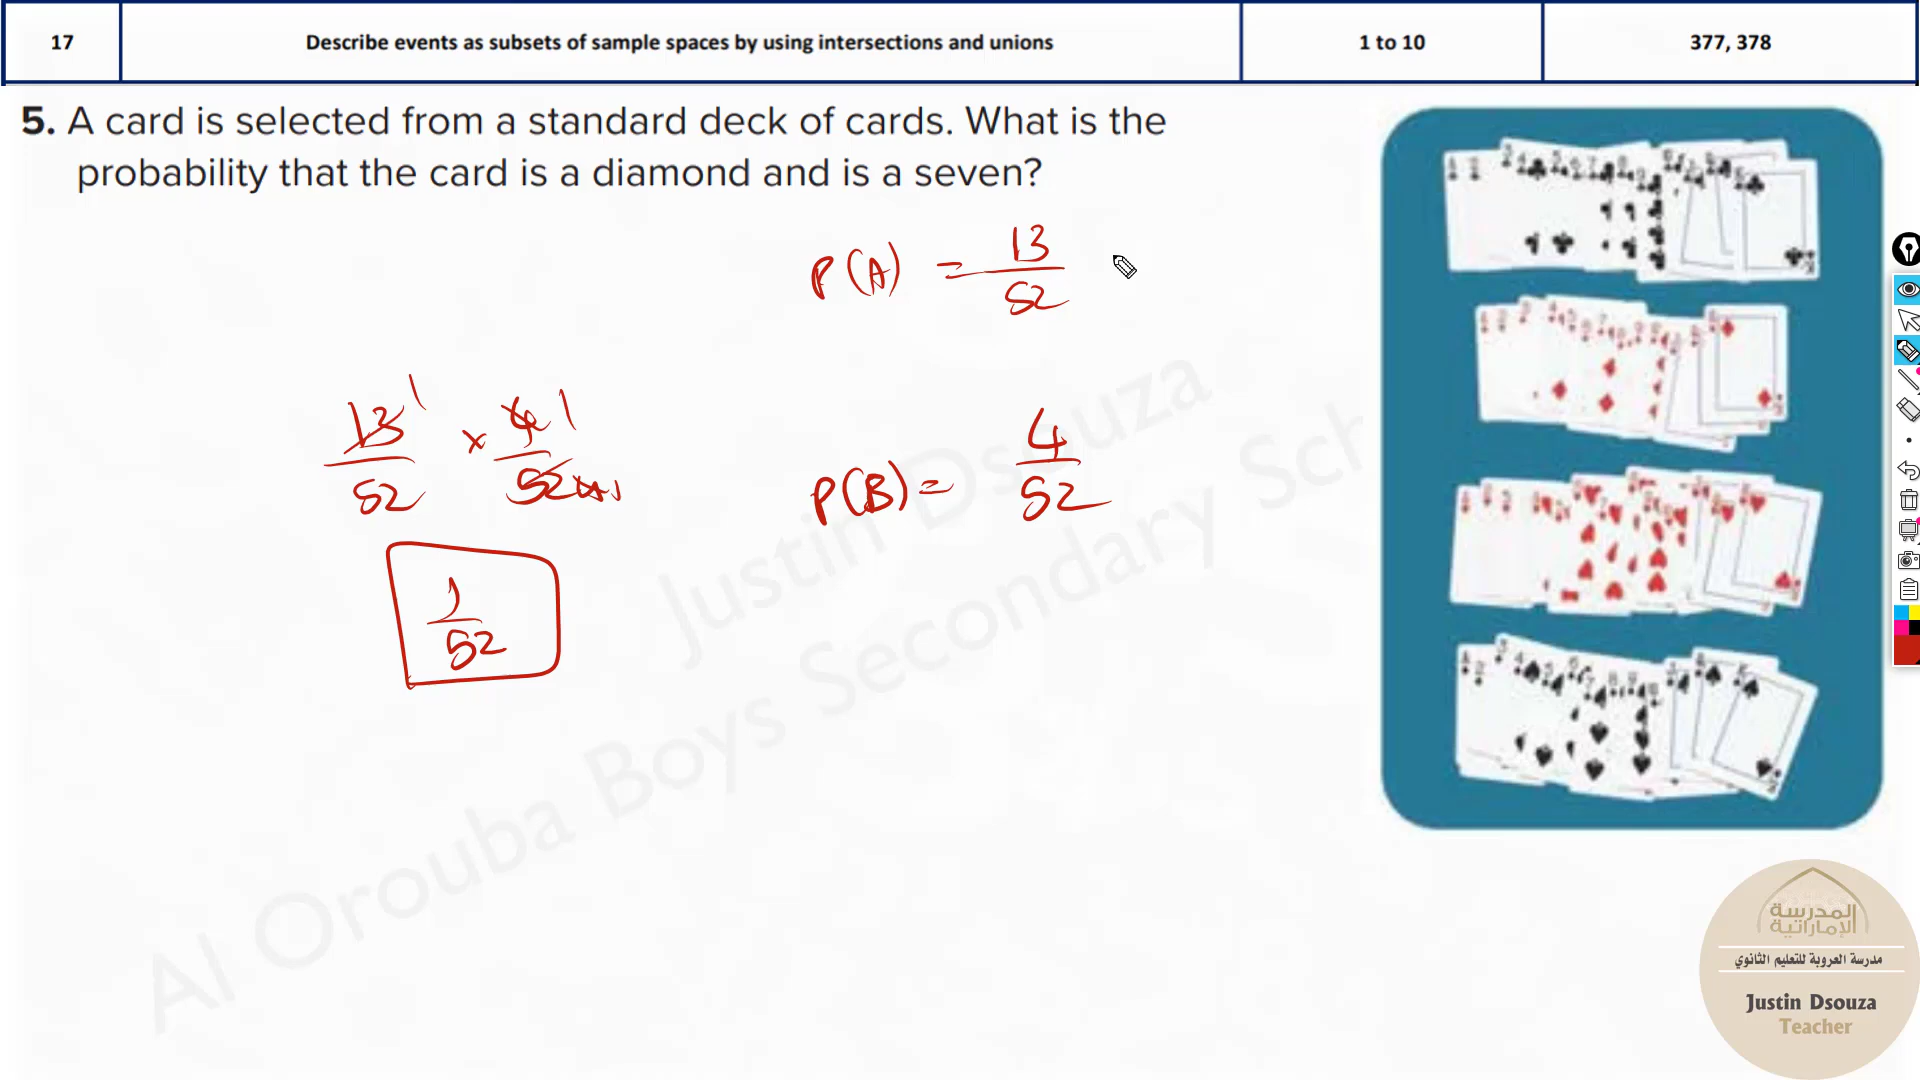 17 Describe events as subsets of sample spaces by using intersections and unions 1 to 10 377, 378
5. A card is selected from a standard deck of cards. What is the
probability that the card is a diamond and is a seven?
P(A) = 13/52
13/52 1 × 4/52 1
P(B) = 4/52
1/52
Justin Dsouza
Al Orouba Boys Secondary Sch
المدرسة
الإماراتية
مدرسة العروبة للتعليم الثانوي
Justin Dsouza
Teacher